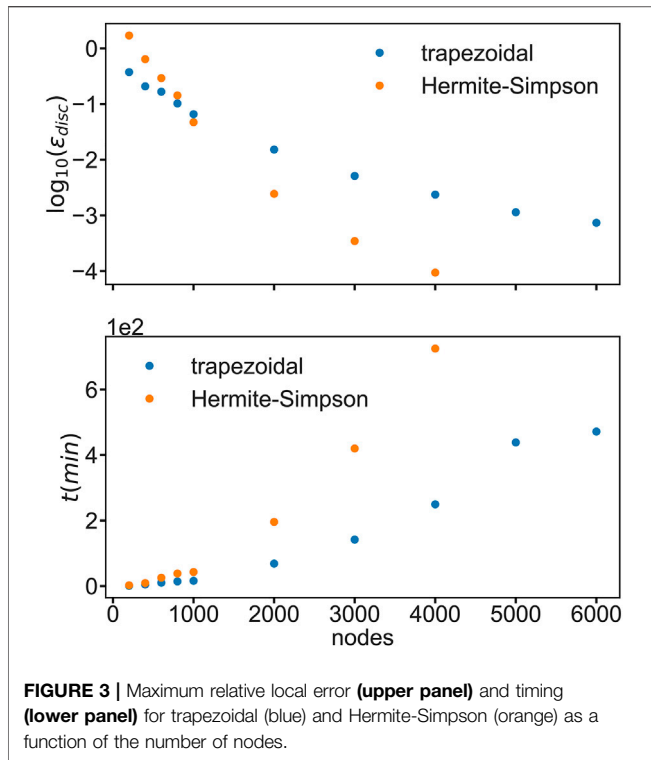 0
−1
−2
−3
−4
log₁₀(ε_disc)
trapezoidal
Hermite-Simpson
1e2
6
4
2
0
t(min)
trapezoidal
Hermite-Simpson
0 1000 2000 3000 4000 5000 6000
nodes
FIGURE 3 | Maximum relative local error (upper panel) and timing
(lower panel) for trapezoidal (blue) and Hermite-Simpson (orange) as a
function of the number of nodes.